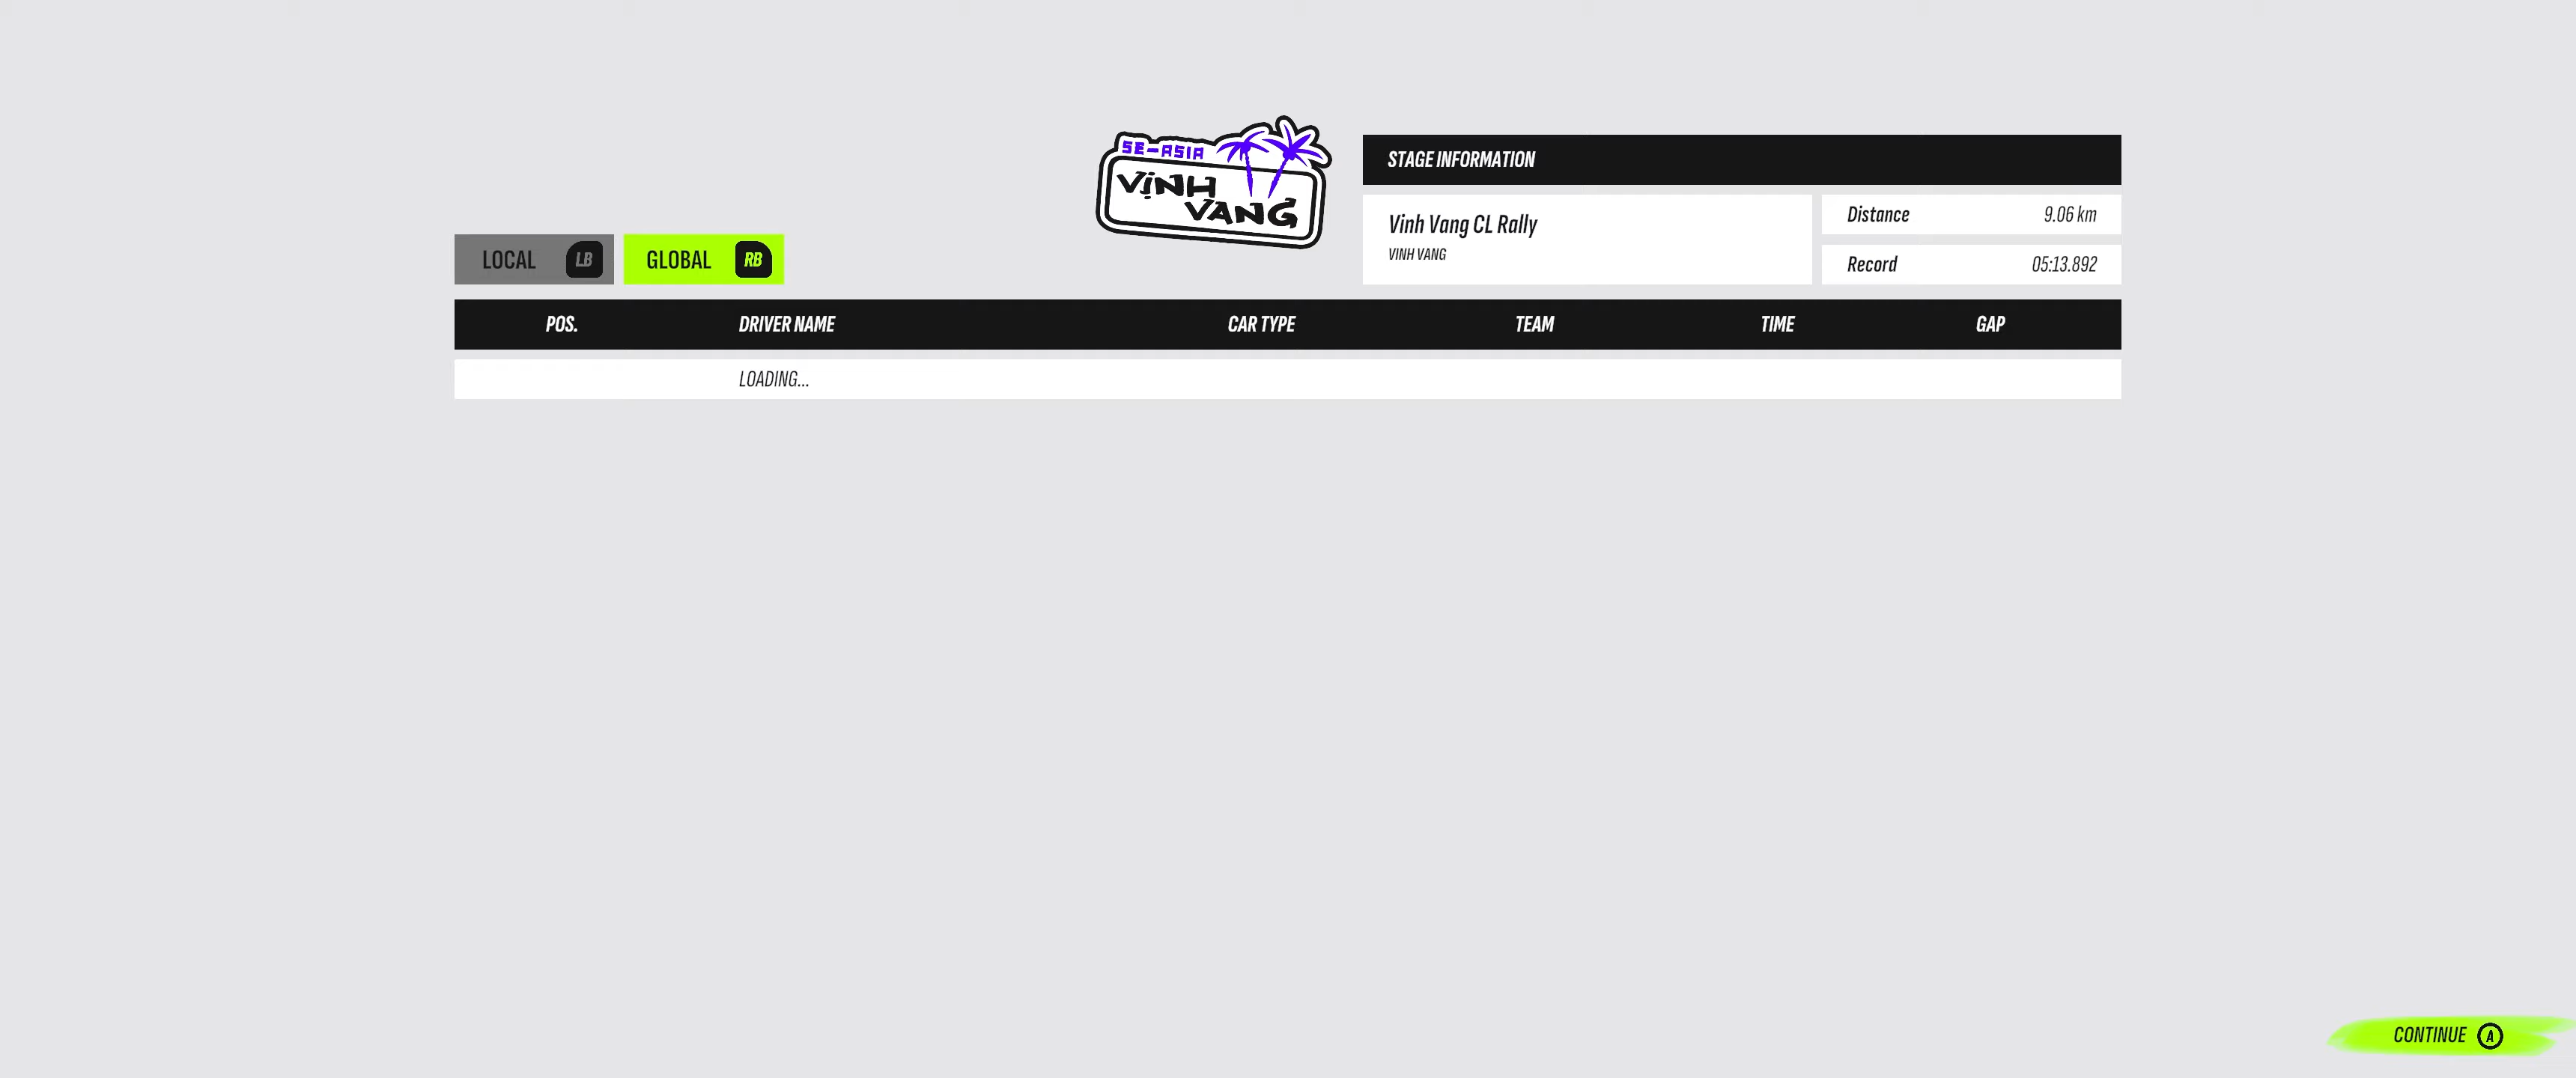 SE-ASIA
VỊNH
VANG
STAGE INFORMATION
Vinh Vang CL Rally
VINH VANG
Distance 9.06 km
Record 05:13.892
LOCAL LB GLOBAL RB
POS. DRIVER NAME CAR TYPE TEAM TIME GAP
LOADING...
CONTINUE A